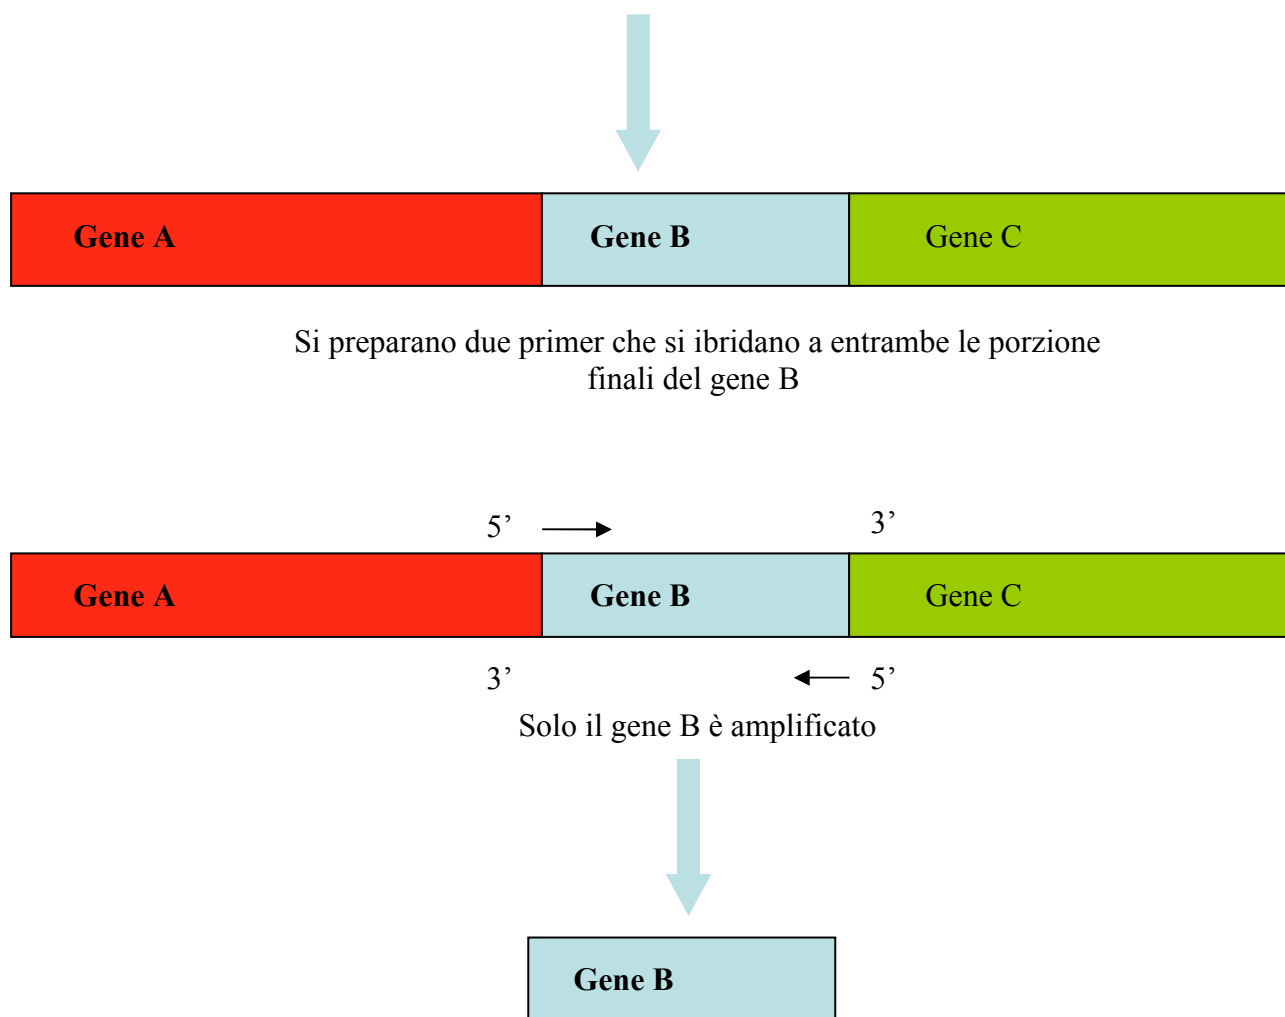 Gene A Gene B Gene C
Si preparano due primer che si ibridano a entrambe le porzione
finali del gene B
5’ 3’
Gene A Gene B Gene C
3’ 5’
Solo il gene B è amplificato
Gene B